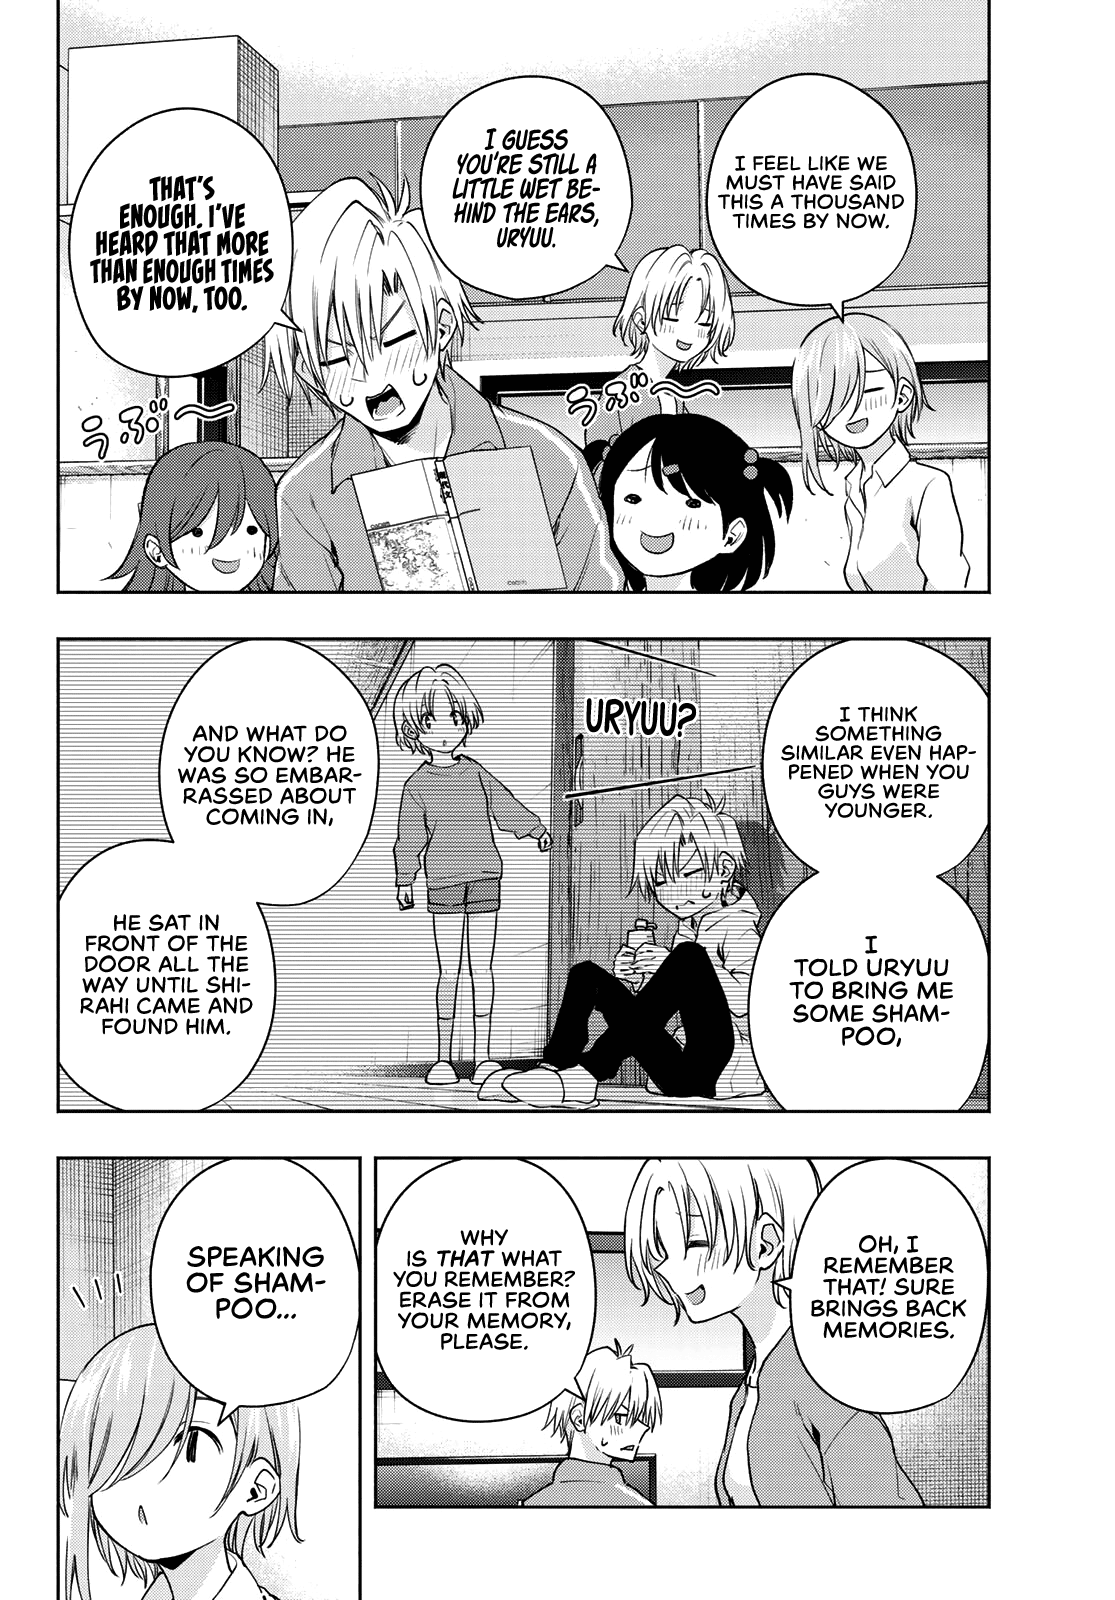 I FEEL LIKE WE
MUST HAVE SAID
THIS A THOUSAND
TIMES BY NOW.
I GUESS
YOU'RE STILL A
LITTLE WET BE-
HIND THE EARS,
URYUU.
THAT'S
ENOUGH. I'VE
HEARD THAT MORE
THAN ENOUGH TIMES
BY NOW, TOO.
うぶ〜
うぶ〜
I THINK
SOMETHING
SIMILAR EVEN HAP-
PENED WHEN YOU
GUYS WERE
YOUNGER.
I
TOLD URYUU
TO BRING ME
SOME SHAM-
POO,
URYUU?
AND WHAT DO
YOU KNOW? HE
WAS SO EMBAR-
RASSED ABOUT
COMING IN,
HE SAT IN
FRONT OF THE
DOOR ALL THE
WAY UNTIL SHI-
RAHI CAME AND
FOUND HIM.
OH, I
REMEMBER
THAT! SURE
BRINGS BACK
MEMORIES.
WHY
IS THAT WHAT
YOU REMEMBER?
ERASE IT FROM
YOUR MEMORY,
PLEASE.
SPEAKING
OF SHAM-
POO...